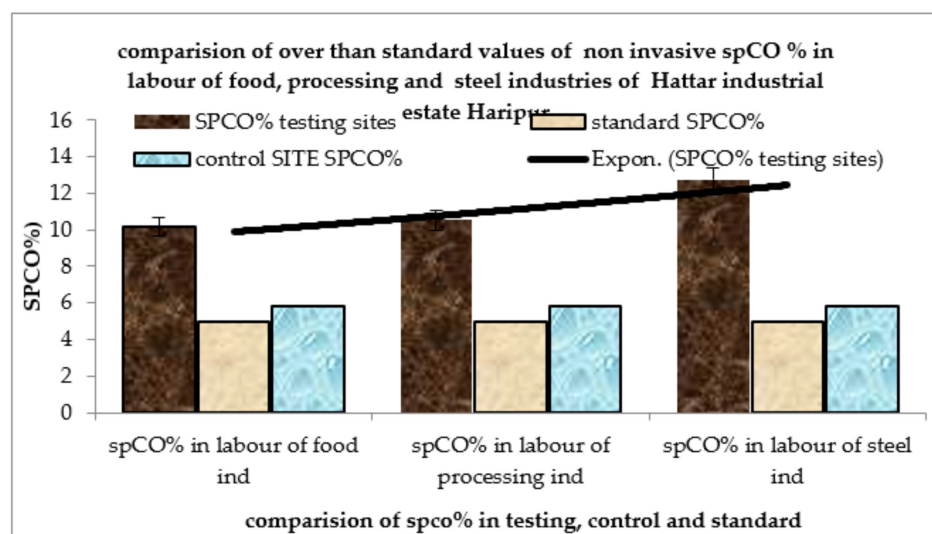 comparision of over than standard values of non invasive spCO % in
labour of food, processing and steel industries of Hattar industrial
estate Haripur
SPCO% testing sites
standard SPCO%
control SITE SPCO%
Expon. (SPCO% testing sites)
SPCO%)
16
14
12
10
8
6
4
2
0
spCO% in labour of food
ind
spCO% in labour of
processing ind
spCO% in labour of steel
ind
comparision of spco% in testing, control and standard